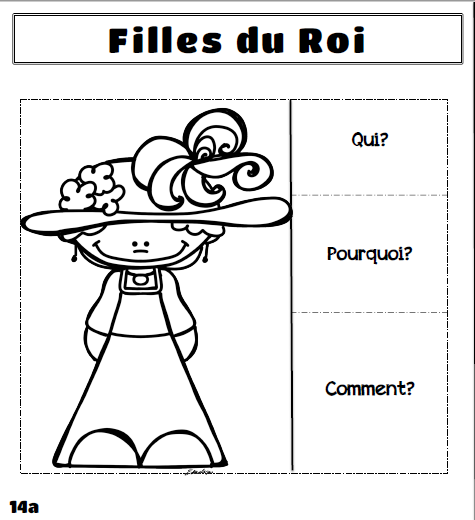 Filles du Roi
Qui?
Pourquoi?
Comment?
14a